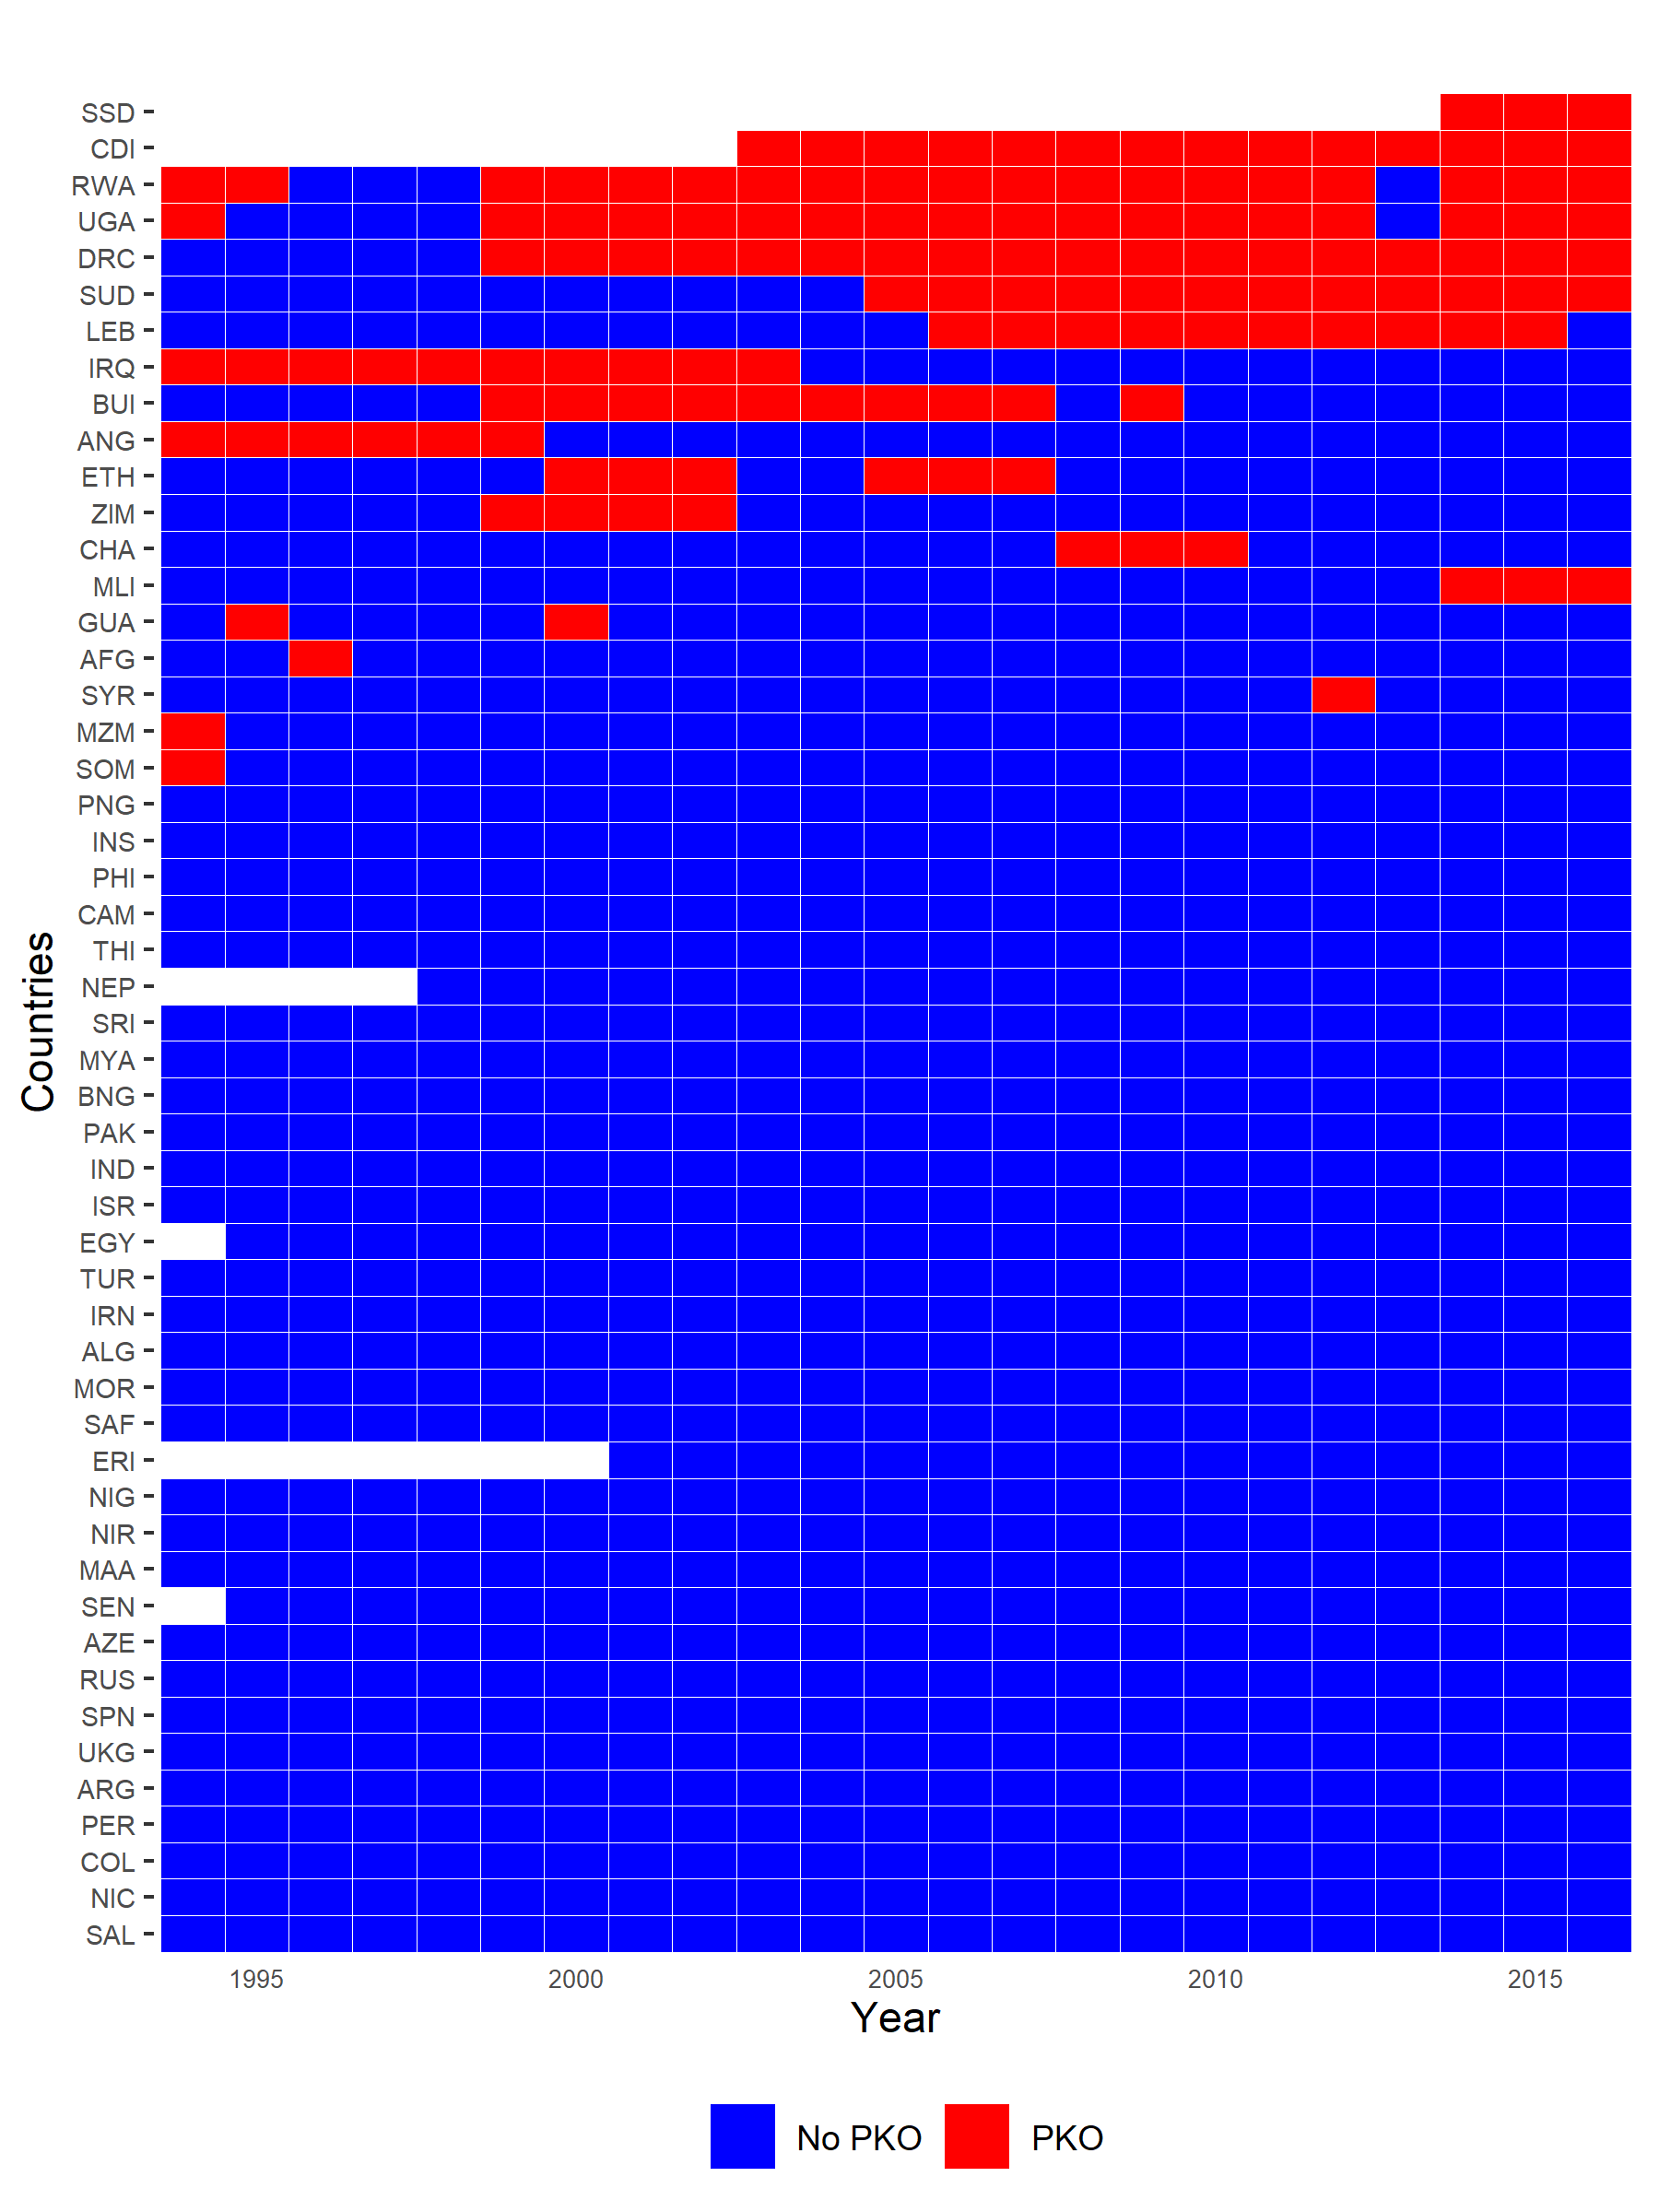 SSD
CDI
RWA
UGA
DRC
SUD
LEB
IRQ
BUI
ANG
ETH
ZIM
CHA
MLI
GUA
AFG
SYR
MZM
SOM
PNG
INS
PHI
CAM
THI
NEP
SRI
MYA
BNG
PAK
IND
ISR
EGY
TUR
IRN
ALG
MOR
SAF
ERI
NIG
NIR
MAA
SEN
AZE
RUS
SPN
UKG
ARG
PER
COL
NIC
SAL
Countries
1995 2000 2005 2010 2015
Year
No PKO PKO